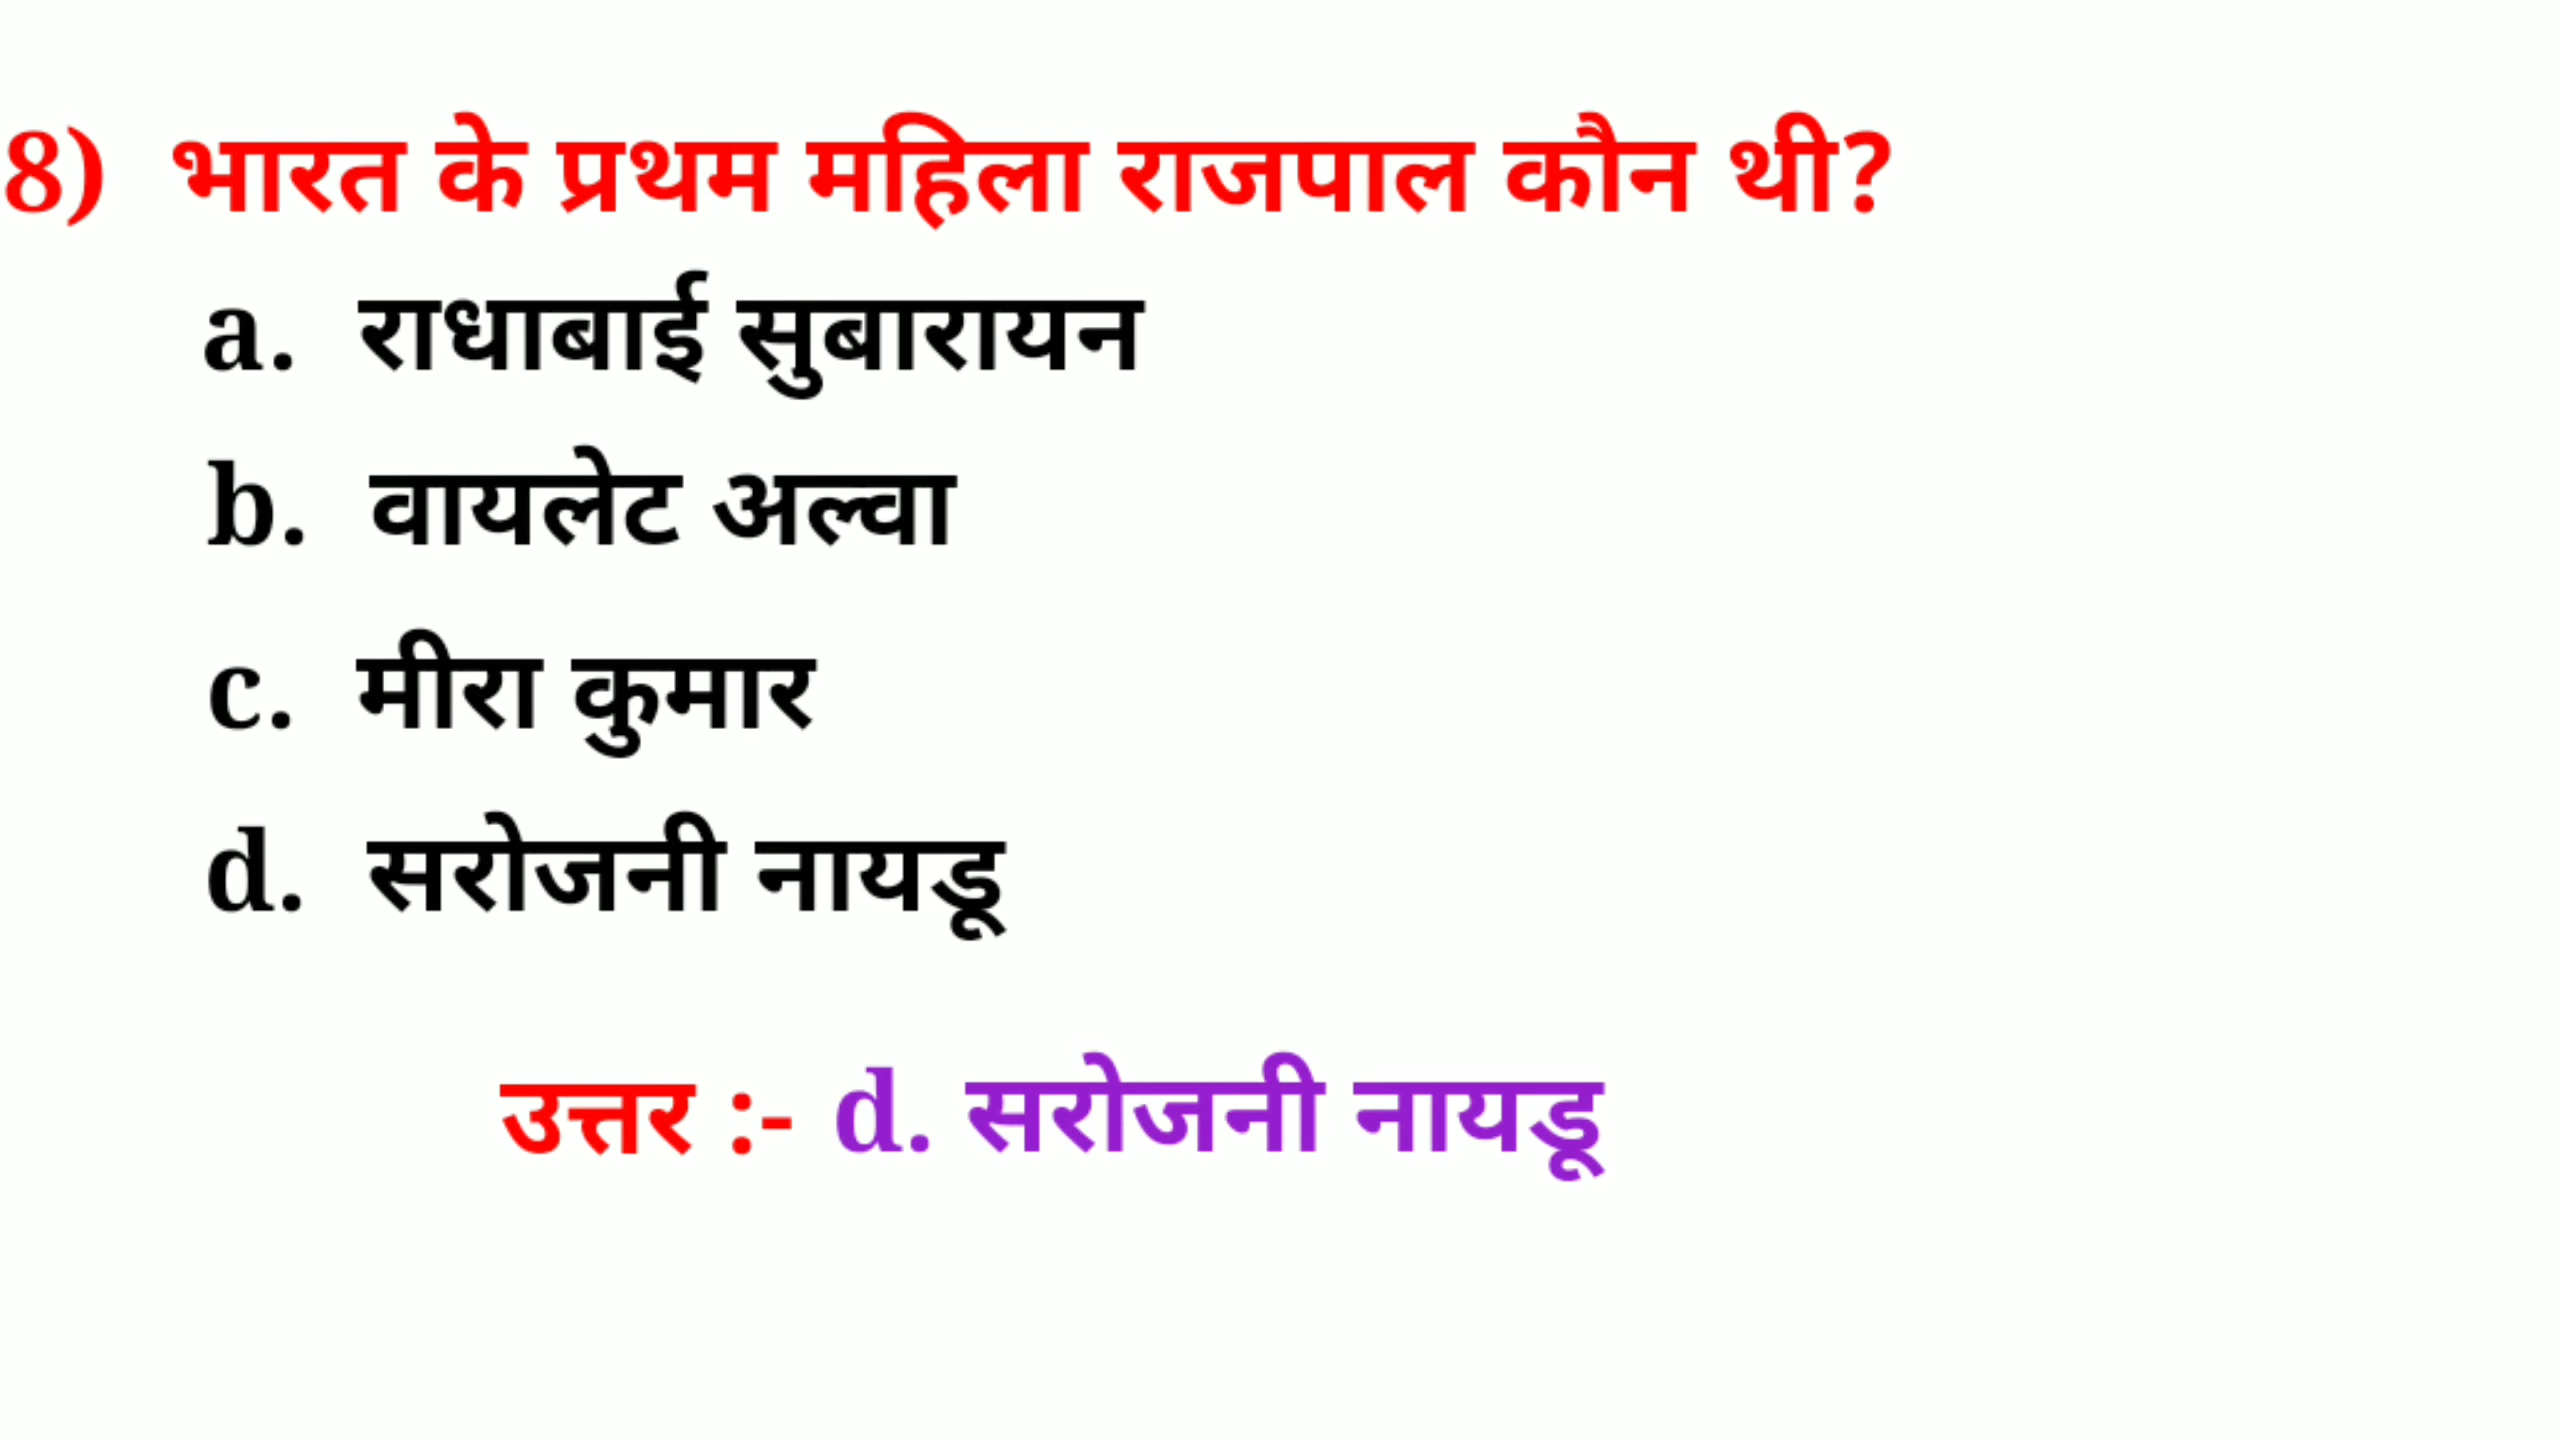 8) भारत के प्रथम महिला राजपाल कौन थी?
a. राधाबाई सुबारायन
b. वायलेट अल्वा
c. मीरा कुमार
d. सरोजनी नायडू
उत्तर :- d. सरोजनी नायडू